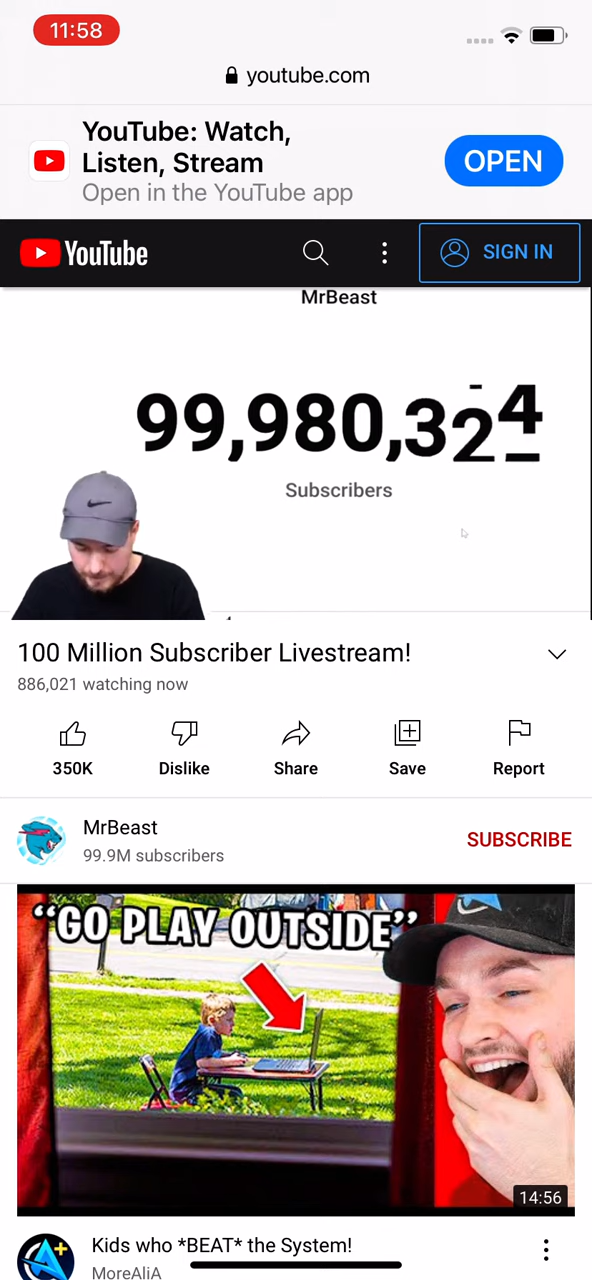 11:58
youtube.com
YouTube: Watch,
Listen, Stream
Open in the YouTube app
OPEN
YouTube
SIGN IN
MrBeast
99,980,324
Subscribers
100 Million Subscriber Livestream!
886,021 watching now
350K
Dislike
Share
Save
Report
MrBeast
99.9M subscribers
SUBSCRIBE
“GO PLAY OUTSIDE”
14:56
Kids who *BEAT* the System!
MoreAliA